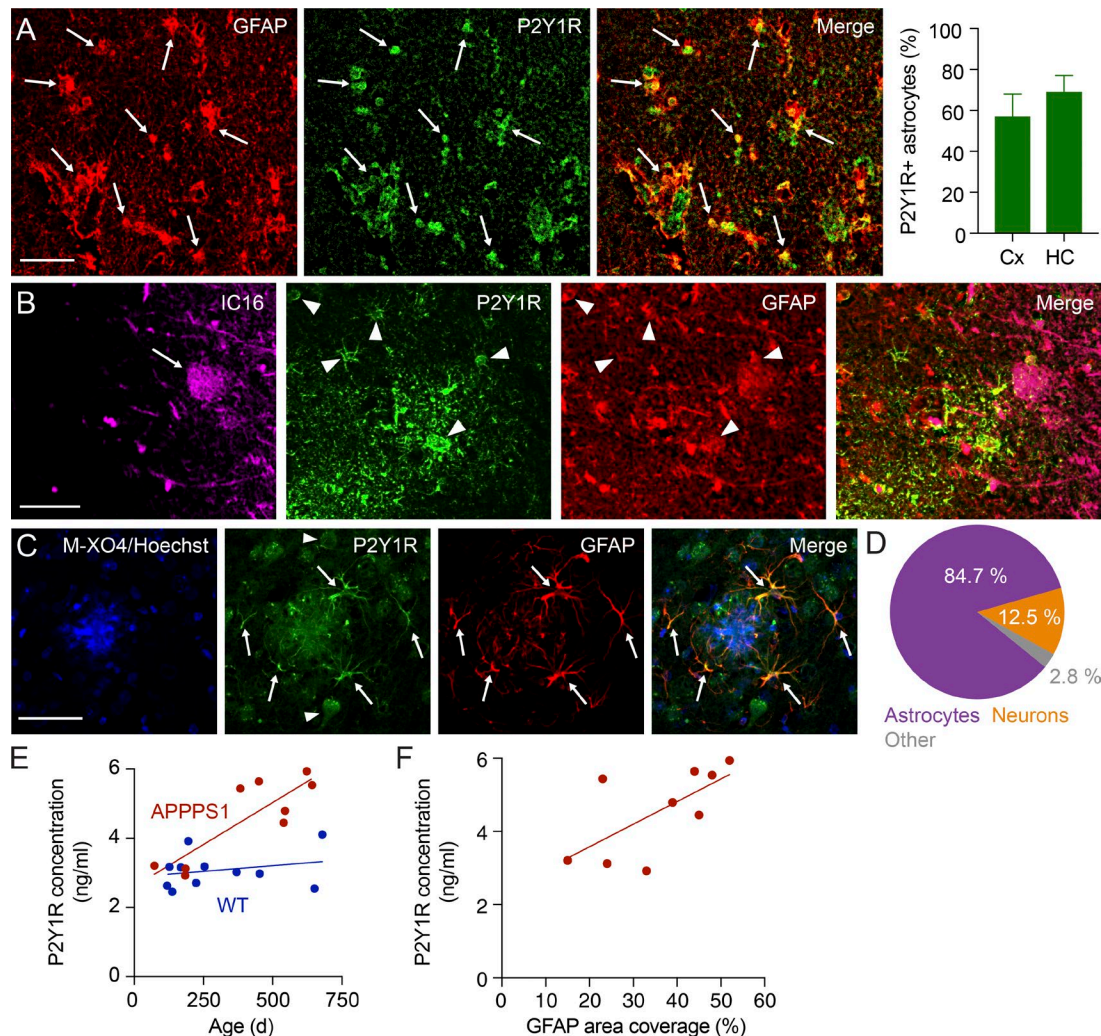 A
GFAP
P2Y1R
Merge
P2Y1R+ astrocytes (%)
100
80
60
40
20
0
Cx
HC
B
IC16
P2Y1R
GFAP
Merge
C
M-XO4/Hoechst
P2Y1R
GFAP
Merge
D
84.7 %
12.5 %
2.8 %
Astrocytes Neurons
Other
E
P2Y1R concentration
(ng/ml)
6
4
2
0
APPPS1
WT
0
250
500
750
Age (d)
F
P2Y1R concentration
(ng/ml)
6
4
2
0
0
10
20
30
40
50
60
GFAP area coverage (%)